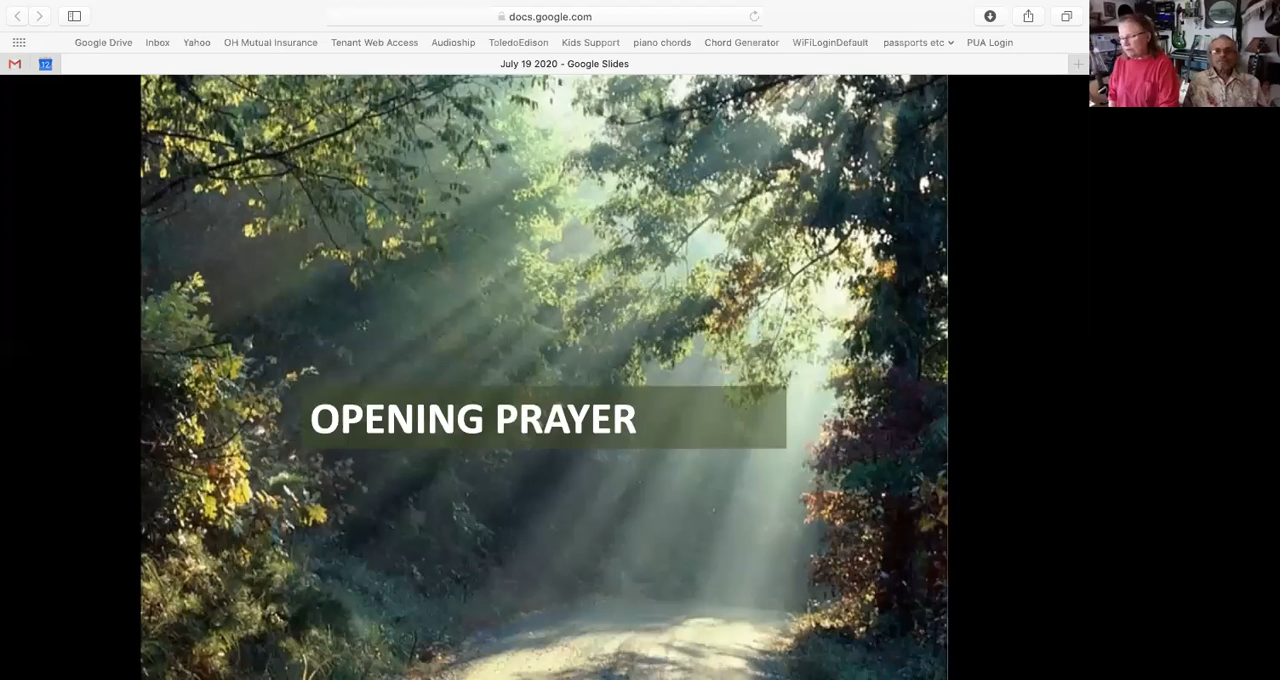 docs.google.com
Google Drive Inbox Yahoo OH Mutual Insurance Tenant Web Access Audioship ToledoEdison Kids Support piano chords Chord Generator WiFiLoginDefault passports etc PUA Login
12
July 19 2020 - Google Slides
OPENING PRAYER